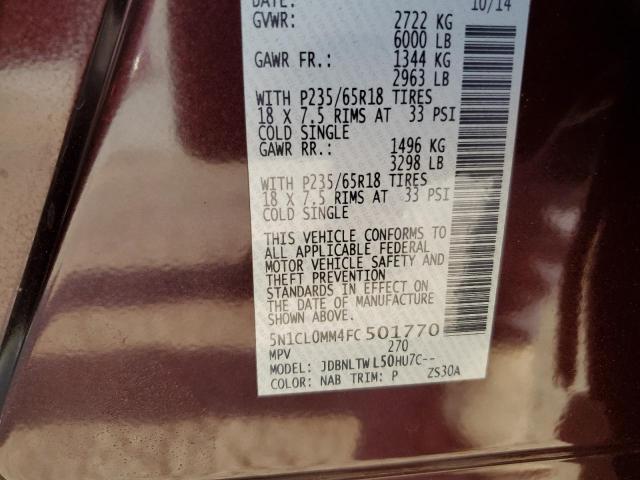 DATE: 10/14
GVWR: 2722 KG
6000 LB
GAWR FR.: 1344 KG
2963 LB
WITH P235/65R18 TIRES
18 X 7.5 RIMS AT 33 PSI
COLD SINGLE
GAWR RR.: 1496 KG
3298 LB
WITH P235/65R18 TIRES
18 X 7.5 RIMS AT 33 PSI
COLD SINGLE
THIS VEHICLE CONFORMS TO
ALL APPLICABLE FEDERAL
MOTOR VEHICLE SAFETY AND
THEFT PREVENTION
STANDARDS IN EFFECT ON
THE DATE OF MANUFACTURE
SHOWN ABOVE.
5N1CL0MM4FC501770
MPV 270
MODEL: JDBNLTW L50HU7C--
COLOR: NAB TRIM: P ZS30A